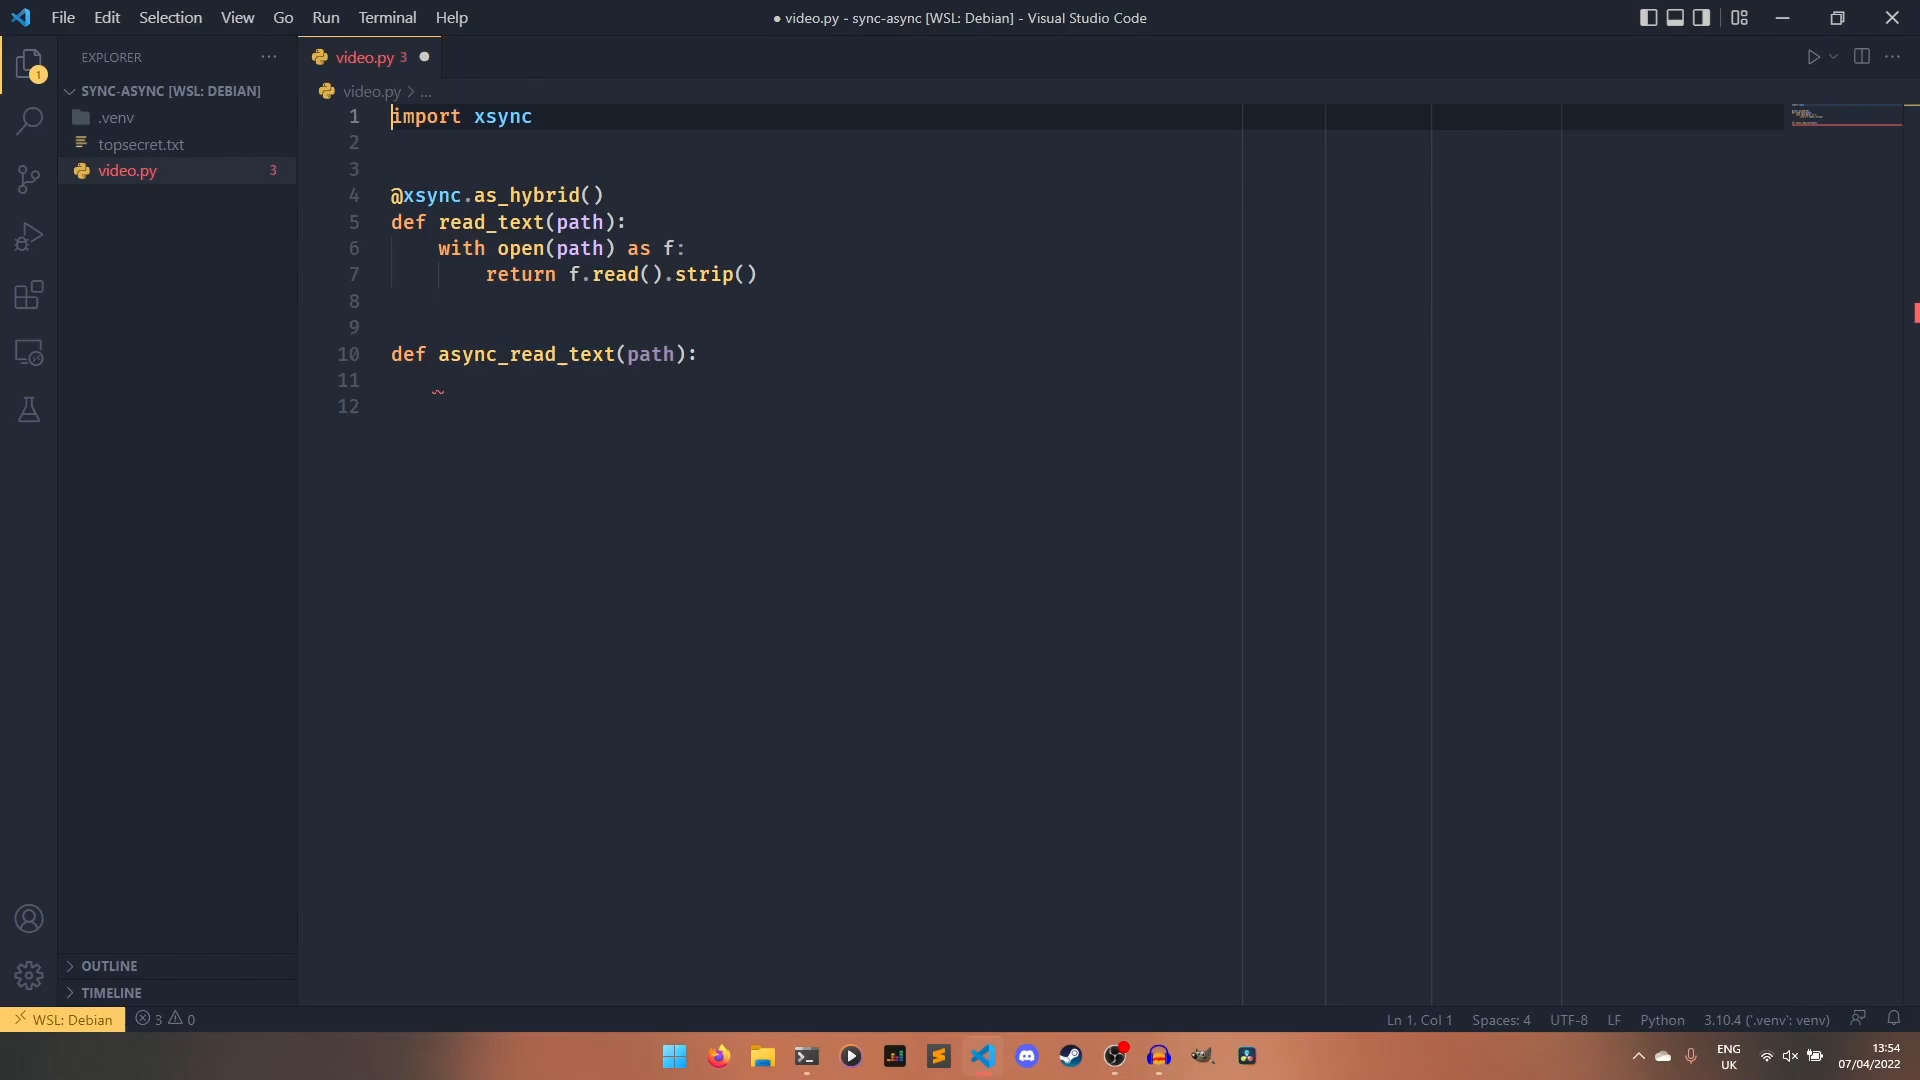 File Edit Selection View Go Run Terminal Help
● video.py - sync-async [WSL: Debian] - Visual Studio Code
1
EXPLORER
SYNC-ASYNC [WSL: DEBIAN]
.venv
topsecret.txt
video.py 3
OUTLINE
TIMELINE
video.py 3
video.py > ...
1 import xsync
2
3
4 @xsync.as_hybrid()
5 def read_text(path):
6 with open(path) as f:
7 return f.read().strip()
8
9
10 def async_read_text(path):
11
12
WSL: Debian 3 0
Ln 1, Col 1 Spaces: 4 UTF-8 LF Python 3.10.4 ('.venv': venv)
ENG
UK
13:54
07/04/2022